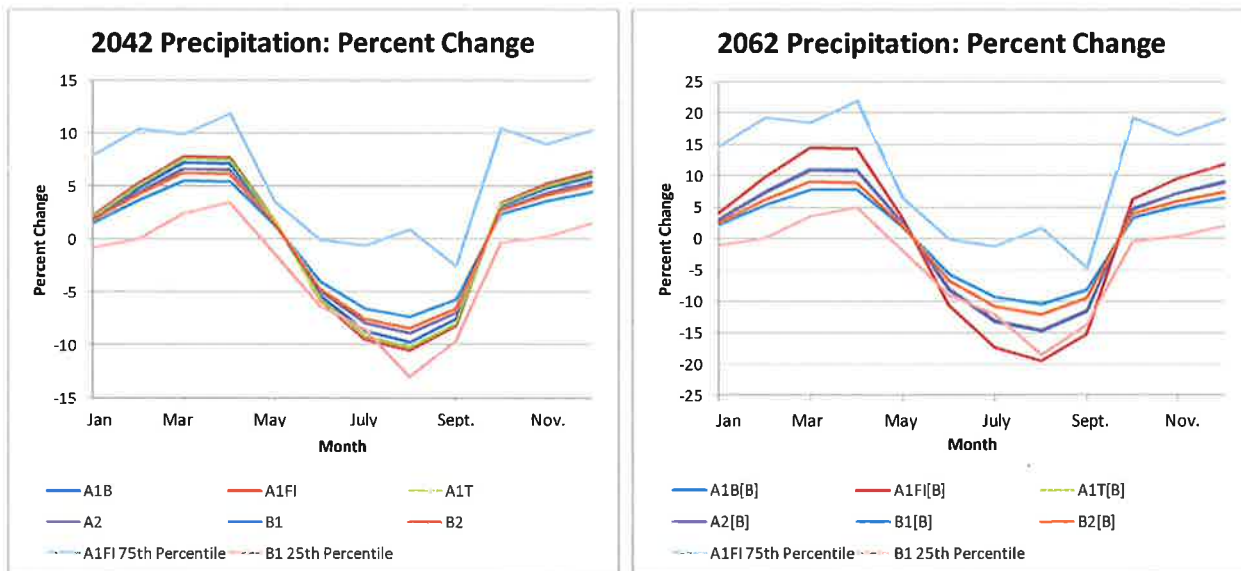 2042 Precipitation: Percent Change
15
10
5
0
-5
-10
-15
Percent Change
Jan Mar May July Sept. Nov.
Month
A1B A1FI A1T
A2 B1 B2
A1FI 75th Percentile B1 25th Percentile
2062 Precipitation: Percent Change
25
20
15
10
5
0
-5
-10
-15
-20
-25
Percent Change
Jan Mar May July Sept. Nov.
Month
A1B[B] A1FI[B] A1T[B]
A2[B] B1[B] B2[B]
A1FI 75th Percentile B1 25th Percentile